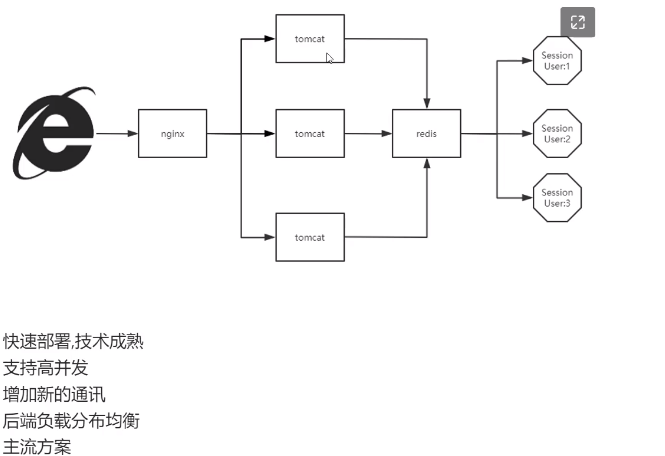 tomcat
Session
User:1
nginx
tomcat
redis
Session
User:2
Session
User:3
tomcat
快速部署,技术成熟
支持高并发
增加新的通讯
后端负载分布均衡
主流方案